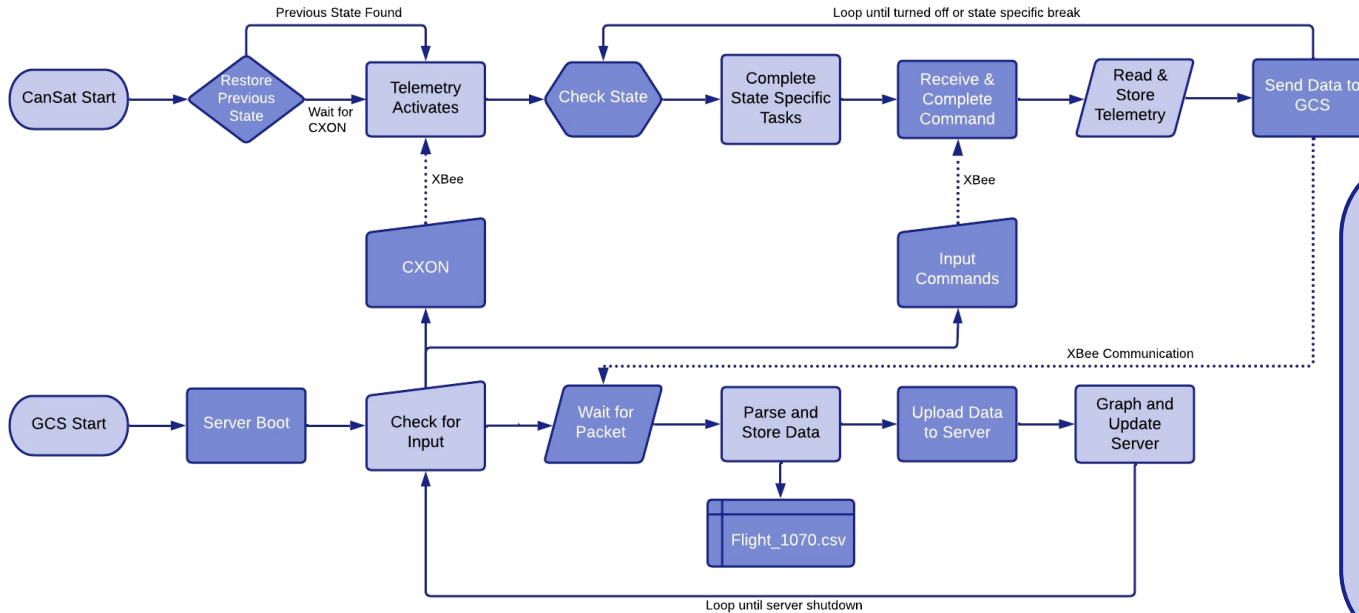 Previous State Found
Loop until turned off or state specific break
CanSat Start
Restore
Previous
State
Wait for
CXON
Telemetry
Activates
Check State
Complete
State Specific
Tasks
Receive &
Complete
Command
Read &
Store
Telemetry
Send Data to
GCS
XBee
XBee
CXON
Input
Commands
XBee Communication
GCS Start
Server Boot
Check for
Input
Wait for
Packet
Parse and
Store Data
Upload Data
to Server
Graph and
Update
Server
Flight_1070.csv
Loop until server shutdown